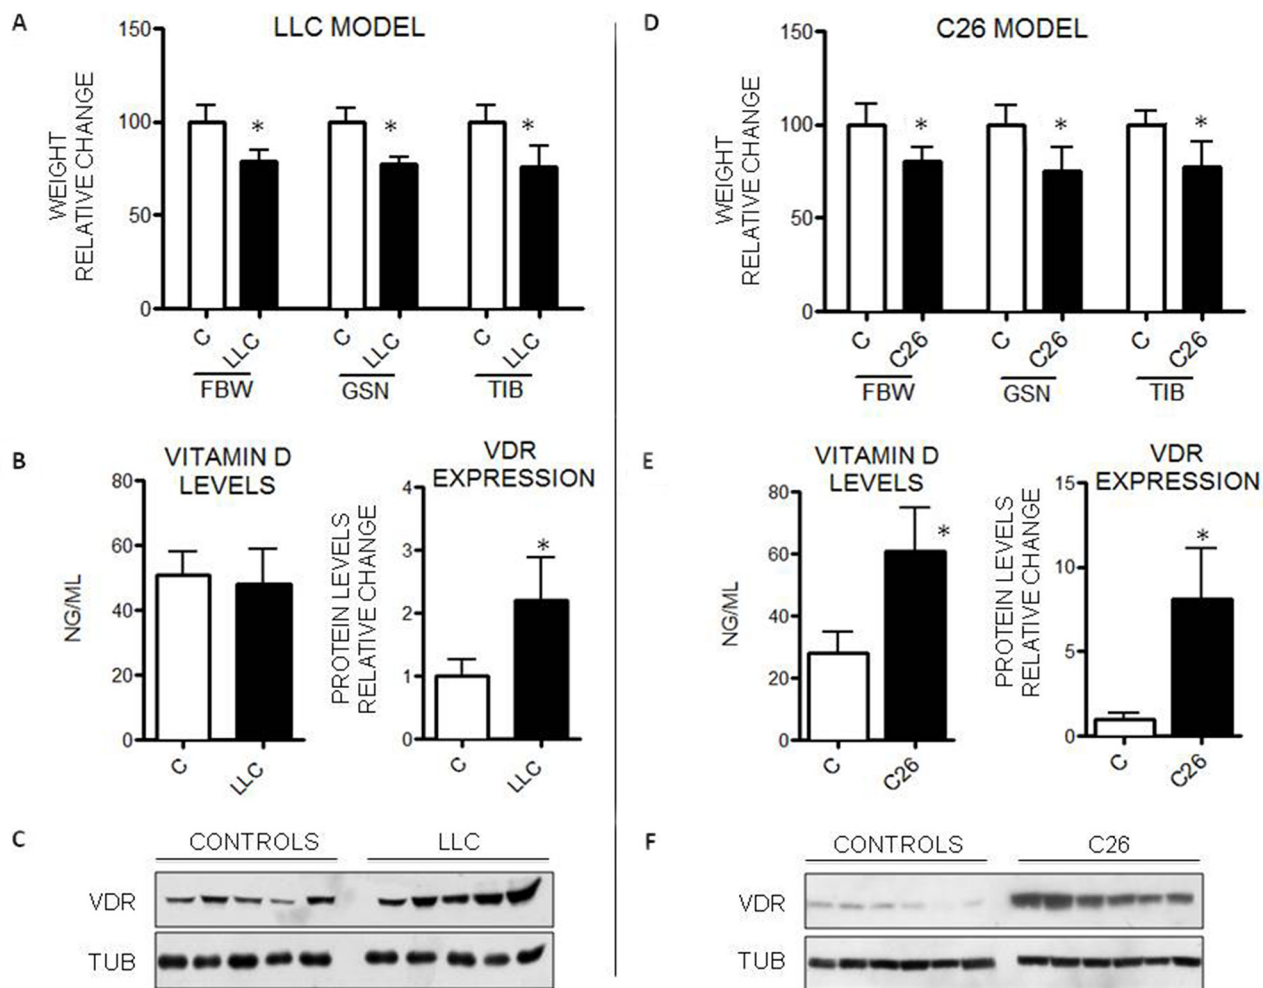 A
LLC MODEL
WEIGHT
RELATIVE CHANGE
150
100
50
0
* * *
C LLC C LLC C LLC
FBW GSN TIB
D
C26 MODEL
WEIGHT
RELATIVE CHANGE
150
100
50
0
* * *
C C26 C C26 C C26
FBW GSN TIB
B
VITAMIN D
LEVELS
NG/ML
80
60
40
20
0
C LLC
VDR
EXPRESSION
PROTEIN LEVELS
RELATIVE CHANGE
4
3
2
1
0
*
C LLC
E
VITAMIN D
LEVELS
NG/ML
80
60
40
20
0
*
C C26
VDR
EXPRESSION
PROTEIN LEVELS
RELATIVE CHANGE
15
10
5
0
*
C C26
C
CONTROLS LLC
VDR
TUB
F
CONTROLS C26
VDR
TUB